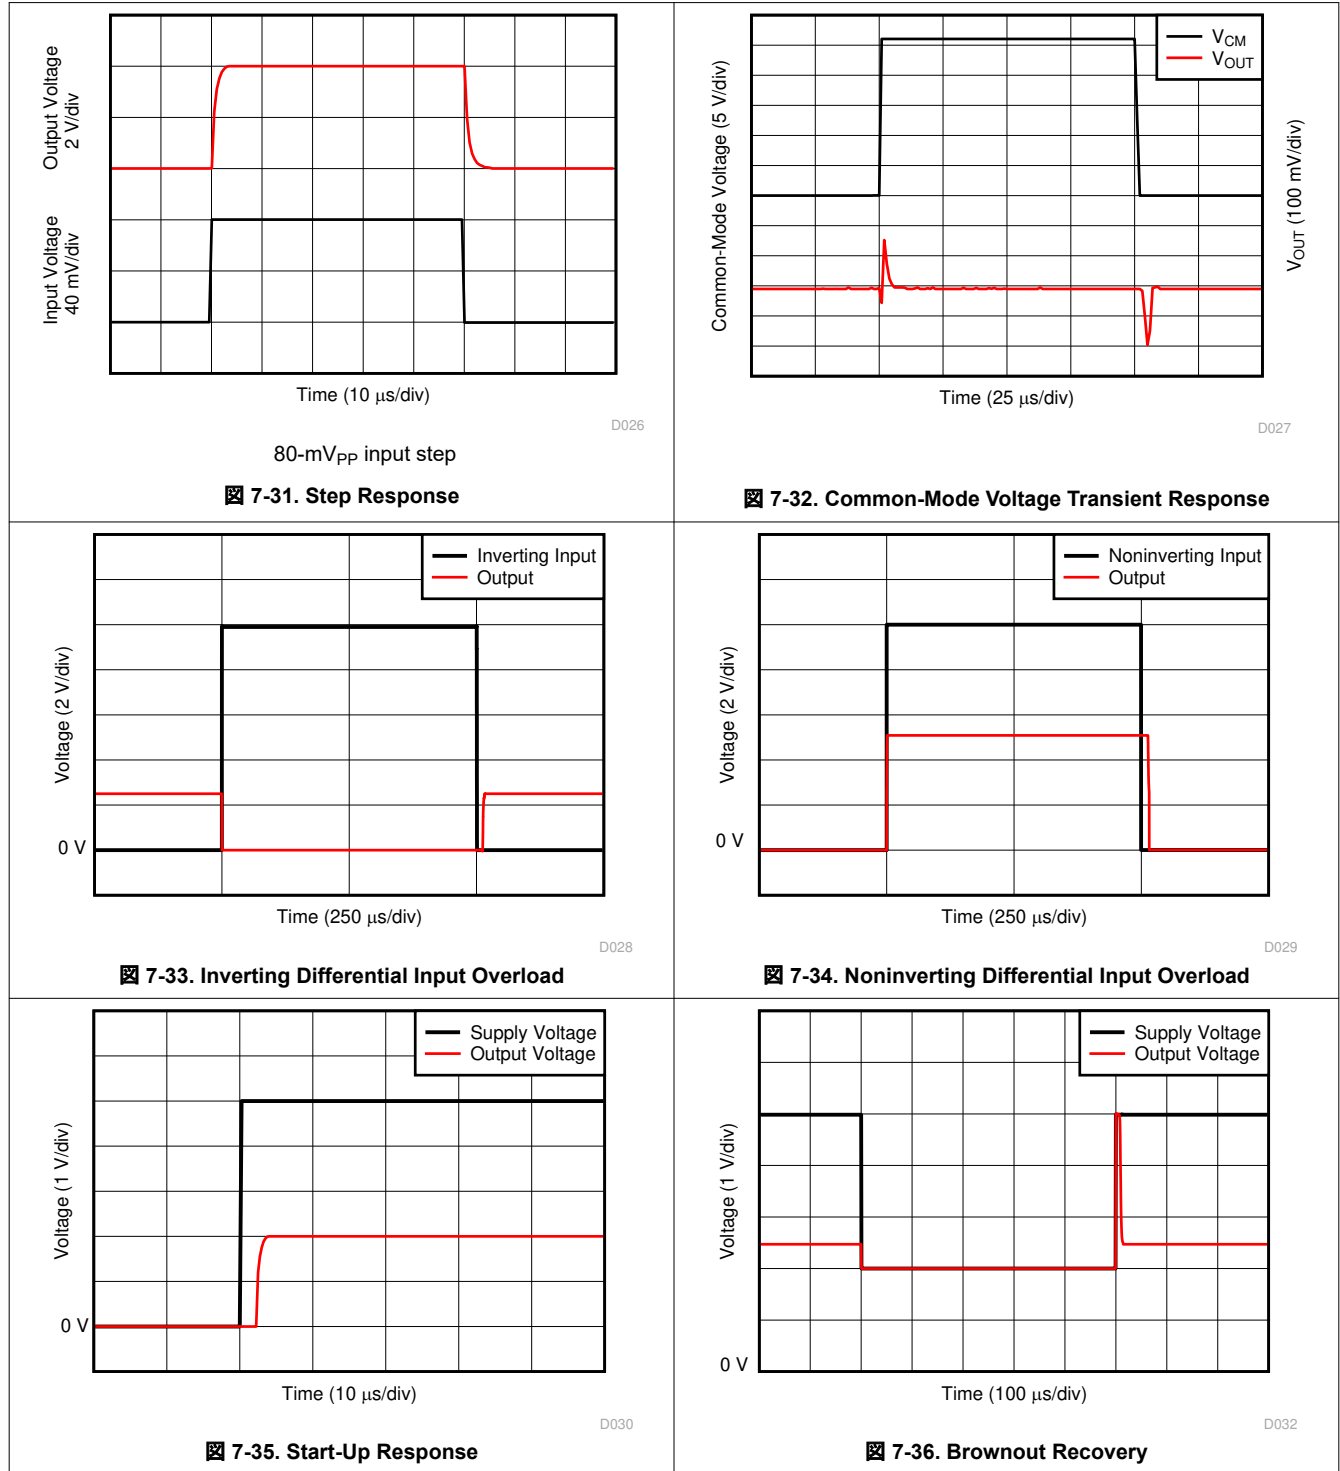 Output Voltage
2 V/div
Input Voltage
40 mV/div
Time (10 μs/div)
D026
80-mVPP input step
図 7-31. Step Response
VCM
VOUT
Common-Mode Voltage (5 V/div)
VOUT (100 mV/div)
Time (25 μs/div)
D027
図 7-32. Common-Mode Voltage Transient Response
Inverting Input
Output
Voltage (2 V/div)
0 V
Time (250 μs/div)
D028
図 7-33. Inverting Differential Input Overload
Noninverting Input
Output
Voltage (2 V/div)
0 V
Time (250 μs/div)
D029
図 7-34. Noninverting Differential Input Overload
Supply Voltage
Output Voltage
Voltage (1 V/div)
0 V
Time (10 μs/div)
D030
図 7-35. Start-Up Response
Supply Voltage
Output Voltage
Voltage (1 V/div)
0 V
Time (100 μs/div)
D032
図 7-36. Brownout Recovery